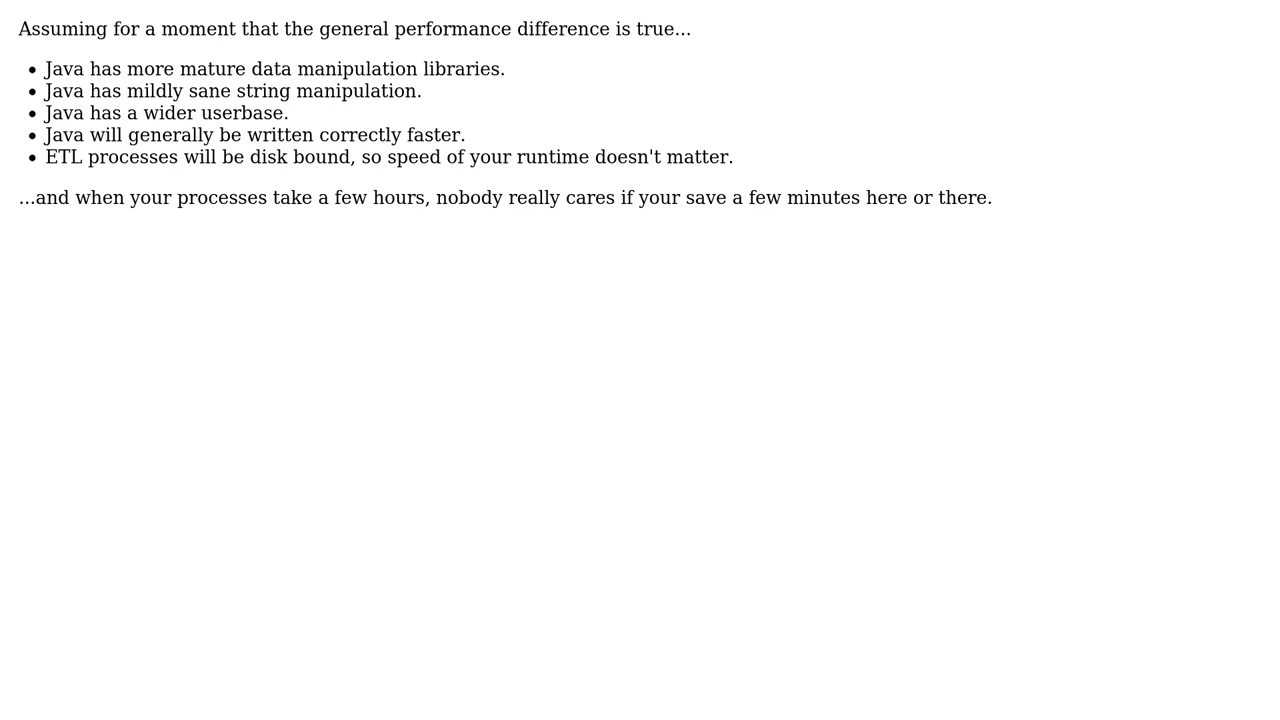 Assuming for a moment that the general performance difference is true...
• Java has more mature data manipulation libraries.
• Java has mildly sane string manipulation.
• Java has a wider userbase.
• Java will generally be written correctly faster.
• ETL processes will be disk bound, so speed of your runtime doesn't matter.
...and when your processes take a few hours, nobody really cares if your save a few minutes here or there.